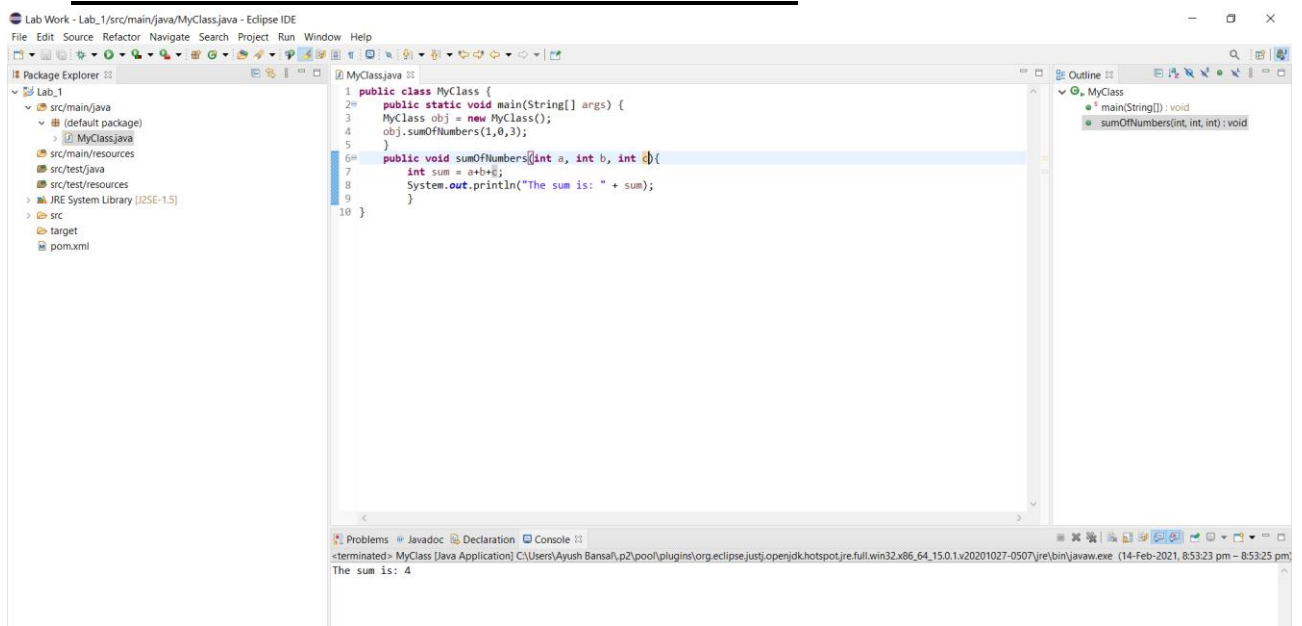 Lab Work - Lab_1/src/main/java/MyClass.java - Eclipse IDE
File Edit Source Refactor Navigate Search Project Run Window Help
Package Explorer
Lab_1
src/main/java
(default package)
MyClass.java
src/main/resources
src/test/java
src/test/resources
JRE System Library [J2SE-1.5]
src
target
pom.xml
MyClass.java
1 public class MyClass {
2 public static void main(String[] args) {
3 MyClass obj = new MyClass();
4 obj.sumOfNumbers(1,0,3);
5 }
6 public void sumOfNumbers(int a, int b, int c){
7 int sum = a+b+c;
8 System.out.println("The sum is: " + sum);
9 }
10 }
Outline
MyClass
main(String[]) : void
sumOfNumbers(int, int, int) : void
Problems Javadoc Declaration Console
<terminated> MyClass [Java Application] C:\Users\Ayush Bansal\.p2\pool\plugins\org.eclipse.justj.openjdk.hotspot.jre.full.win32.x86_64_15.0.1.v20201027-0507\jre\bin\javaw.exe (14-Feb-2021, 8:53:23 pm – 8:53:25 pm)
The sum is: 4